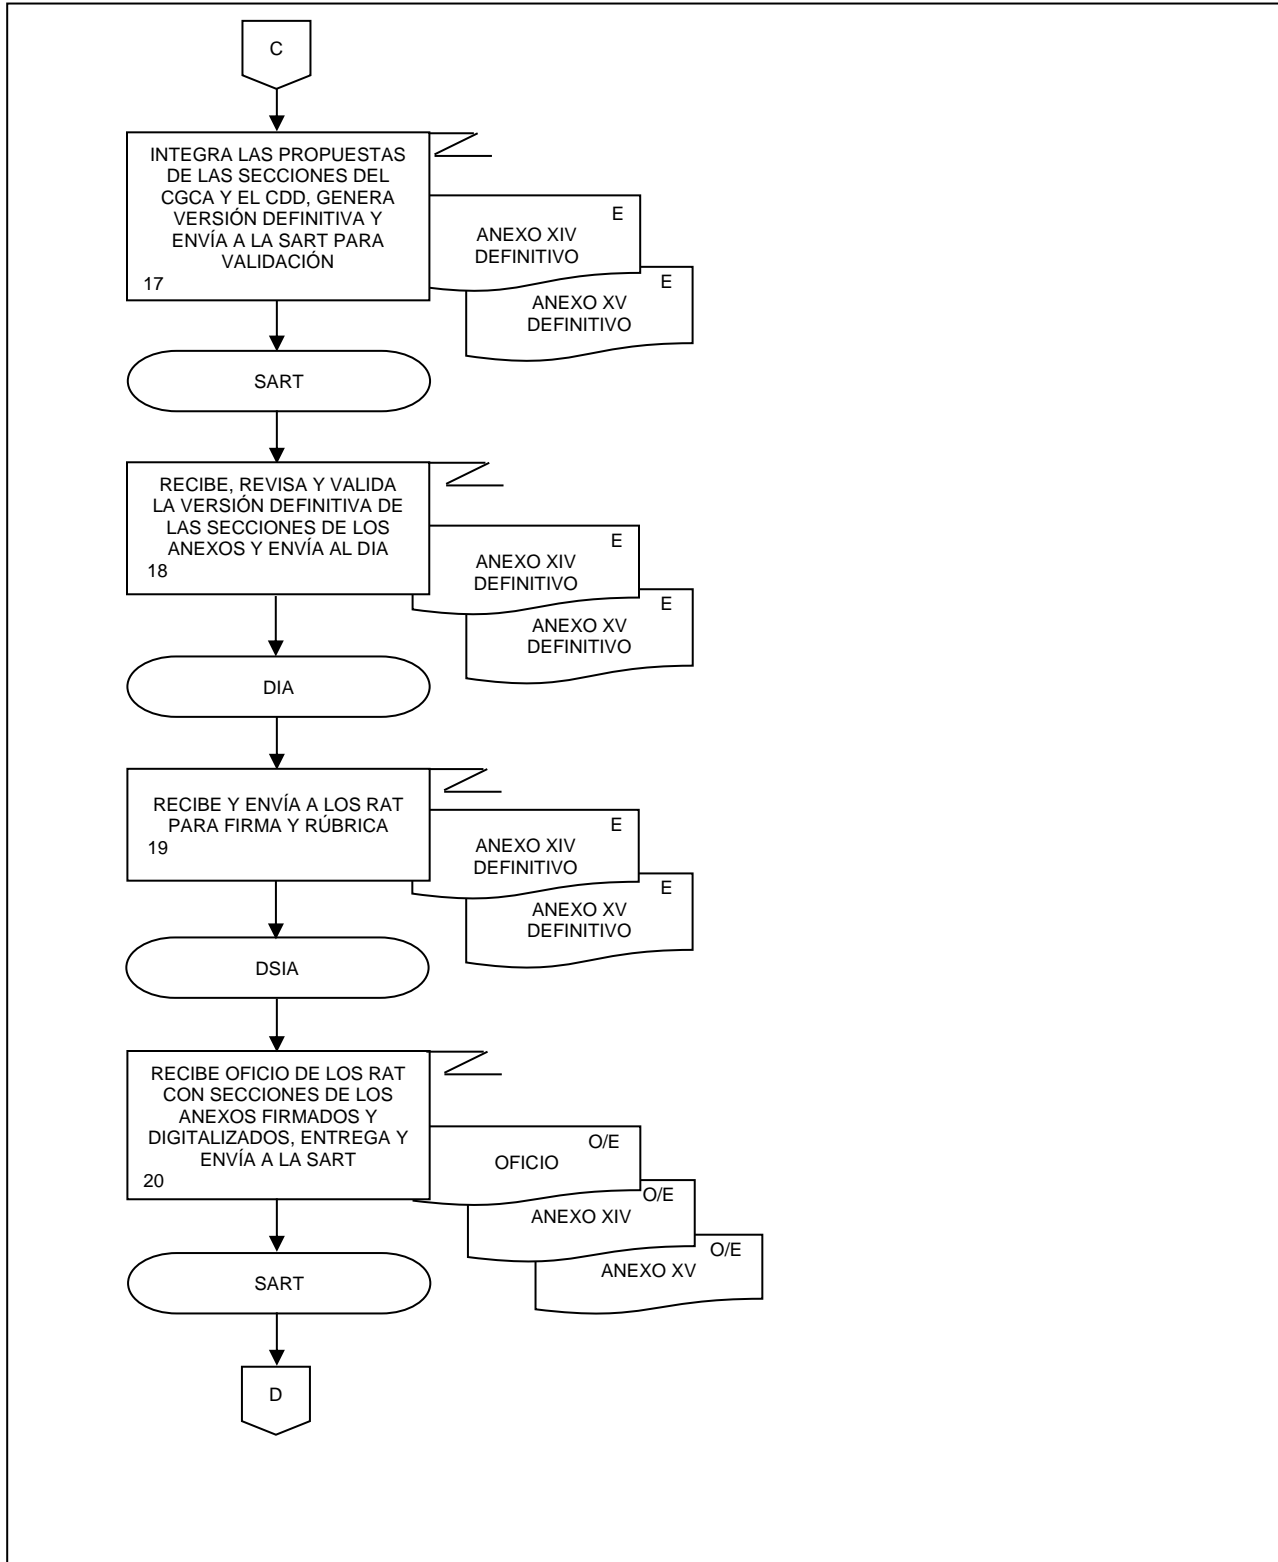 C
INTEGRA LAS PROPUESTAS
DE LAS SECCIONES DEL
CGCA Y EL CDD, GENERA
VERSIÓN DEFINITIVA Y
ENVÍA A LA SART PARA
VALIDACIÓN
17
E
ANEXO XIV
DEFINITIVO
E
ANEXO XV
DEFINITIVO
SART
RECIBE, REVISA Y VALIDA
LA VERSIÓN DEFINITIVA DE
LAS SECCIONES DE LOS
ANEXOS Y ENVÍA AL DIA
18
E
ANEXO XIV
DEFINITIVO
E
ANEXO XV
DEFINITIVO
DIA
RECIBE Y ENVÍA A LOS RAT
PARA FIRMA Y RÚBRICA
19
E
ANEXO XIV
DEFINITIVO
E
ANEXO XV
DEFINITIVO
DSIA
RECIBE OFICIO DE LOS RAT
CON SECCIONES DE LOS
ANEXOS FIRMADOS Y
DIGITALIZADOS, ENTREGA Y
ENVÍA A LA SART
20
O/E
OFICIO
O/E
ANEXO XIV
O/E
ANEXO XV
SART
D